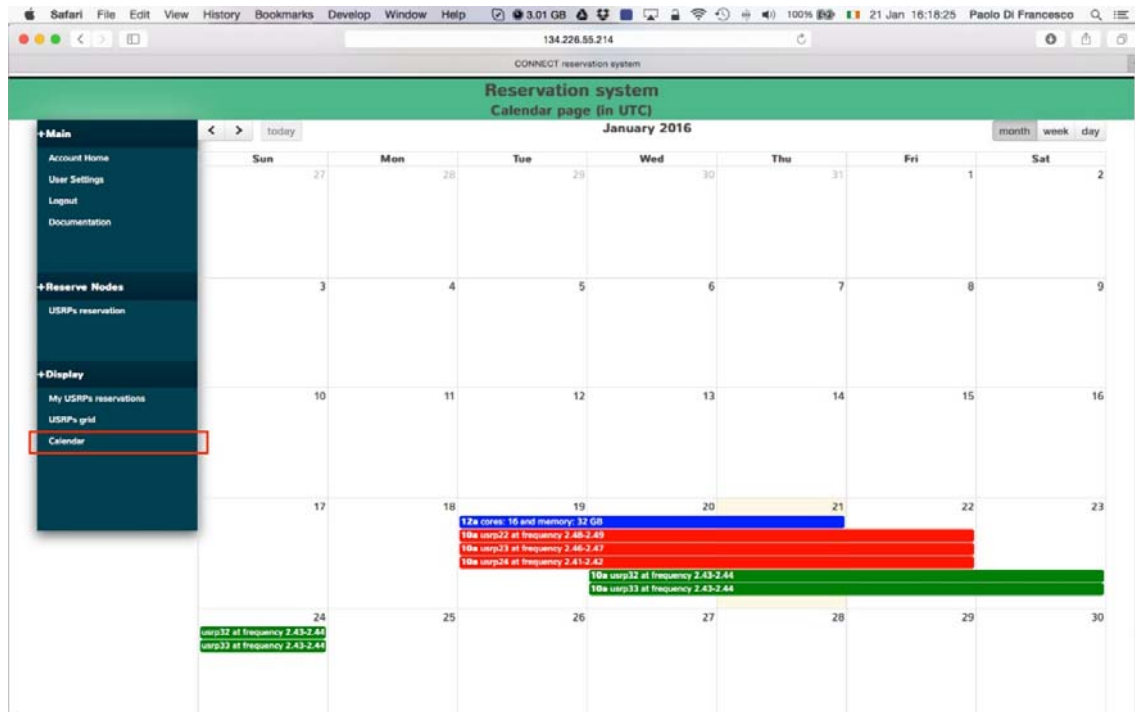 Safari File Edit View History Bookmarks Develop Window Help 3.01 GB 100% 21 Jan 16:18:25 Paolo Di Francesco
134.226.55.214
CONNECT reservation system
Reservation system
Calendar page (in UTC)
+Main
Account Home
User Settings
Logout
Documentation
+Reserve Nodes
USRPs reservation
+Display
My USRPs reservations
USRPs grid
Calendar
< > today January 2016 month week day
Sun Mon Tue Wed Thu Fri Sat
27 28 29 30 31 1 2
3 4 5 6 7 8 9
10 11 12 13 14 15 16
17 18 19 20 21 22 23
12a cores: 16 and memory: 32 GB
10a usrp22 at frequency 2.48-2.49
10a usrp23 at frequency 2.46-2.47
10a usrp24 at frequency 2.41-2.42
10a usrp32 at frequency 2.43-2.44
10a usrp33 at frequency 2.43-2.44
24 25 26 27 28 29 30
usrp32 at frequency 2.43-2.44
usrp33 at frequency 2.43-2.44